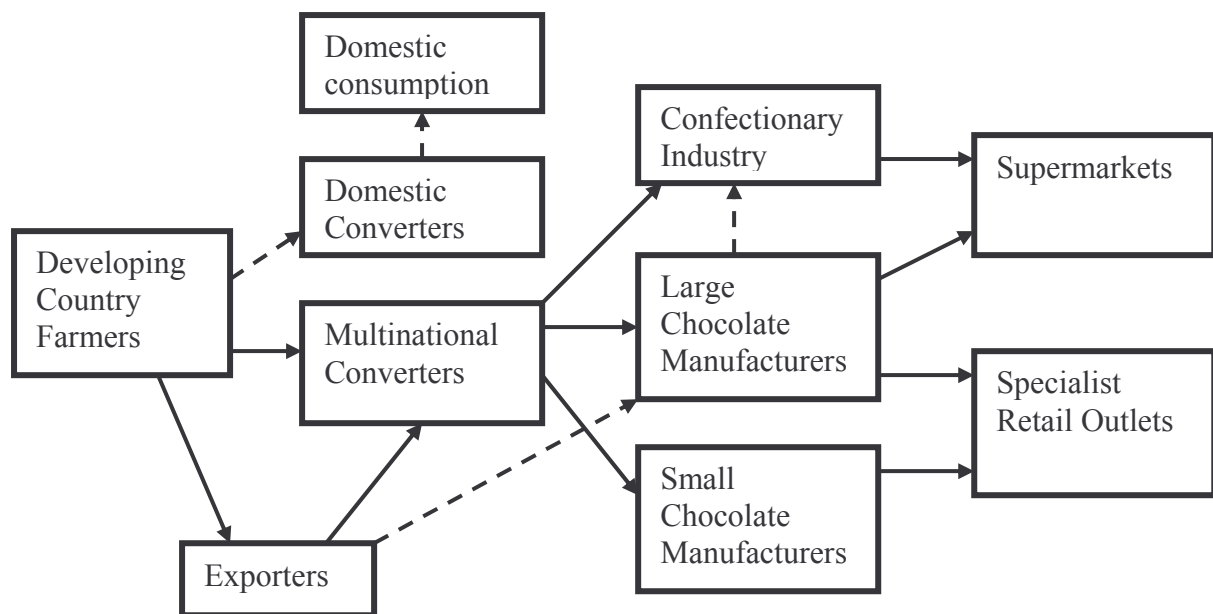 Domestic
consumption
Domestic
Converters
Developing
Country
Farmers
Multinational
Converters
Exporters
Confectionary
Industry
Large
Chocolate
Manufacturers
Small
Chocolate
Manufacturers
Supermarkets
Specialist
Retail Outlets